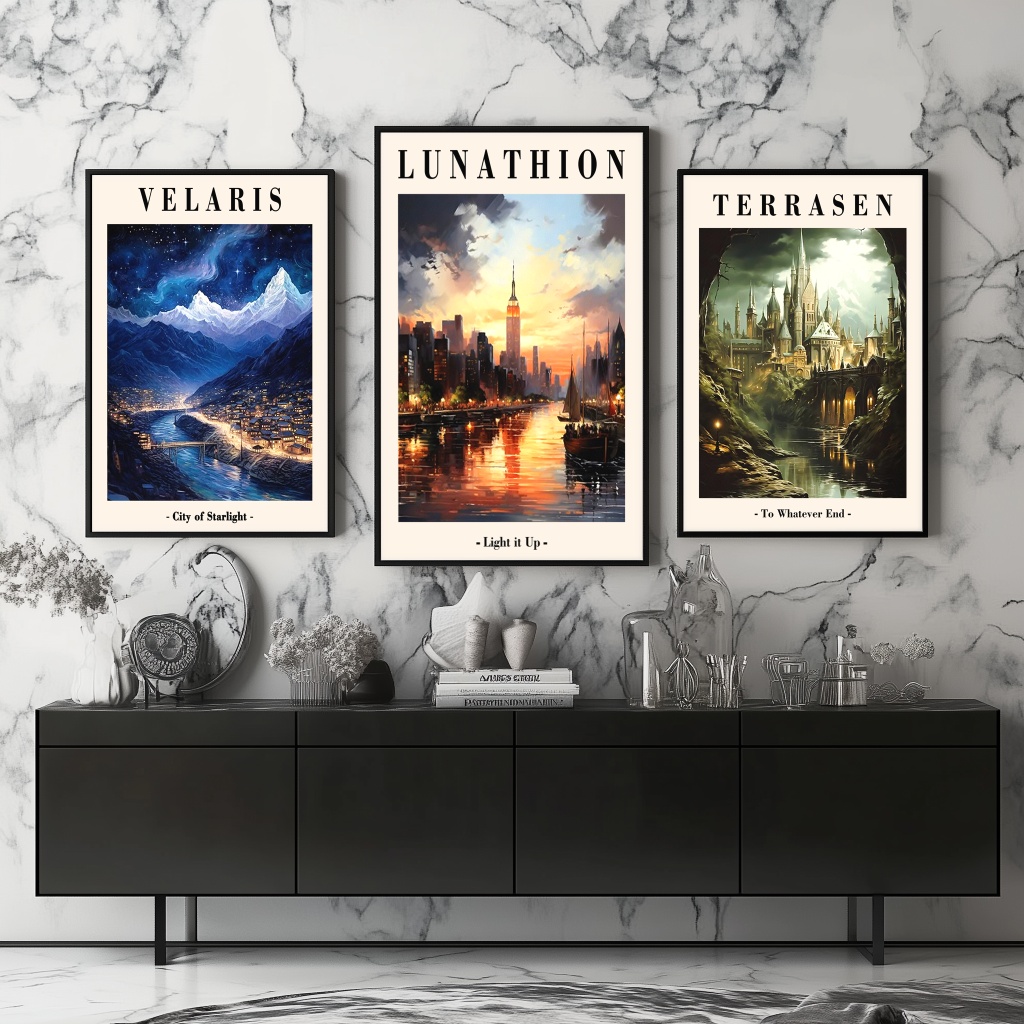 VELARIS
- City of Starlight -
LUNATHION
- Light it Up -
TERRASEN
- To Whatever End -